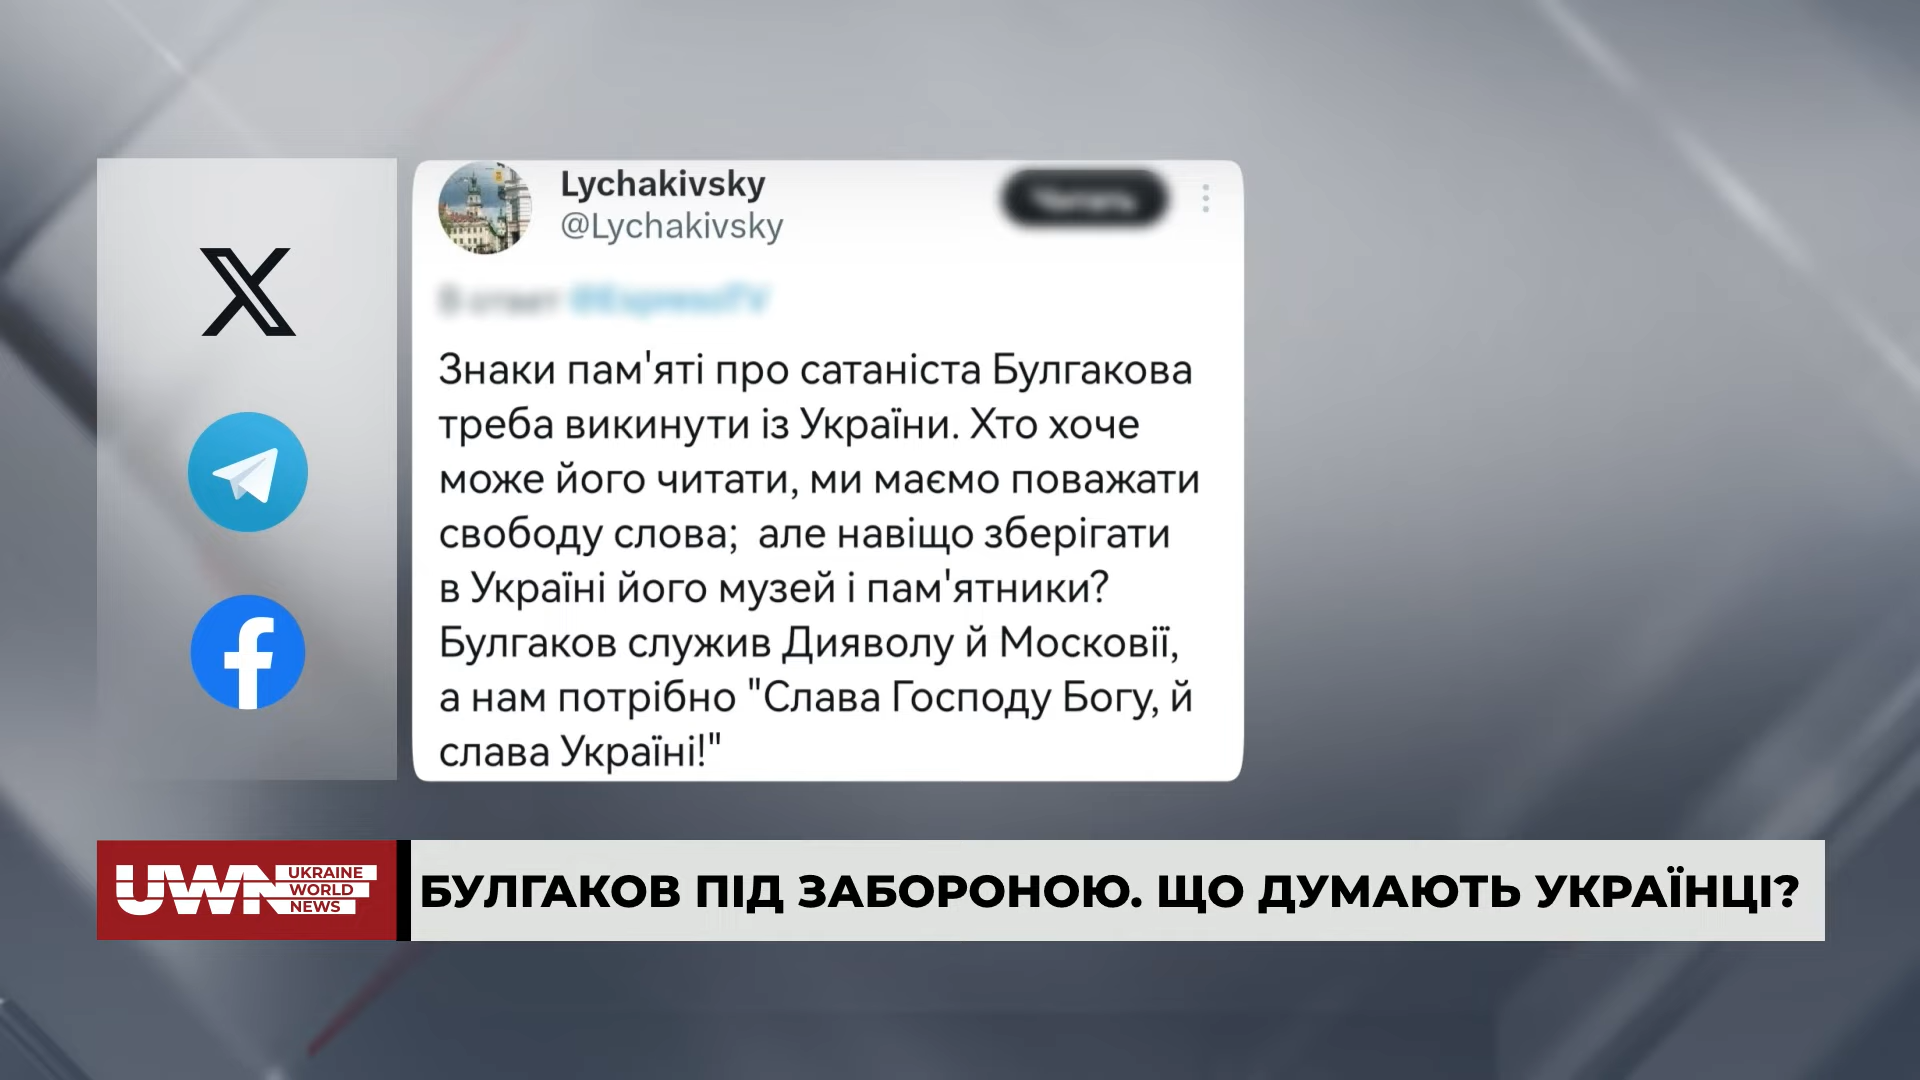 Lychakivsky
@Lychakivsky
Знаки пам'яті про сатаніста Булгакова
треба викинути із України. Хто хоче
може його читати, ми маємо поважати
свободу слова;  але навіщо зберігати
в Україні його музей і пам'ятники?
Булгаков служив Дияволу й Московії,
а нам потрібно "Слава Господу Богу, й
слава Україні!"
UWN UKRAINE
WORLD
NEWS
БУЛГАКОВ ПІД ЗАБОРОНОЮ. ЩО ДУМАЮТЬ УКРАЇНЦІ?